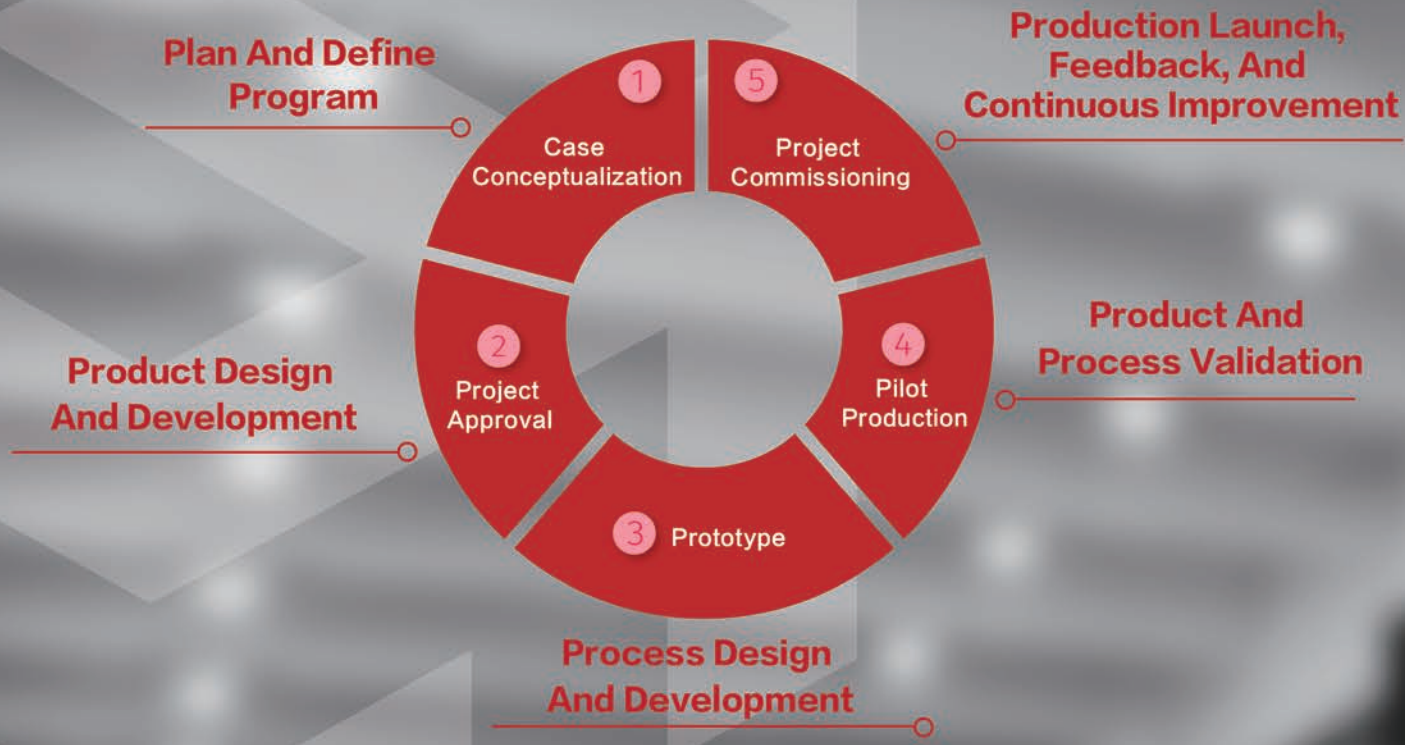 Plan And Define
Program
1
Case
Conceptualization
Product Design
And Development
2
Project
Approval
3 Prototype
Process Design
And Development
4
Pilot
Production
Product And
Process Validation
5
Project
Commissioning
Production Launch,
Feedback, And
Continuous Improvement